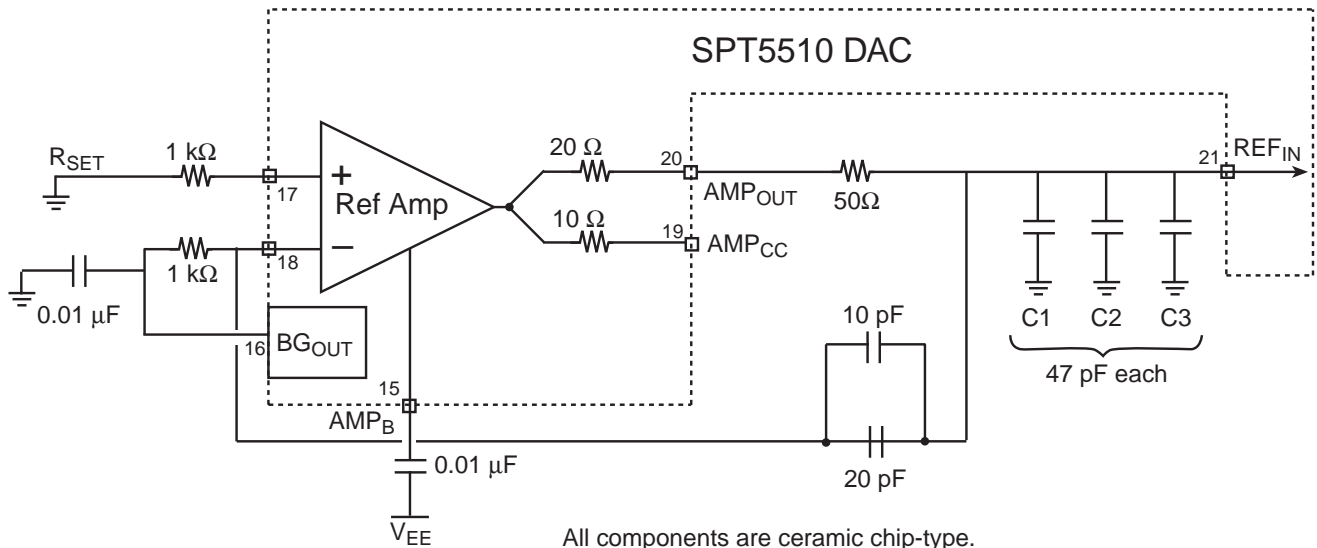 SPT5510 DAC
R_SET
1 kΩ
17
+
Ref Amp
20 Ω
20
AMP_OUT
50Ω
21
REF_IN
10 Ω
19
AMP_CC
−
18
1 kΩ
0.01 µF
16
BG_OUT
15
AMP_B
0.01 µF
V_EE
10 pF
20 pF
C1
C2
C3
47 pF each
All components are ceramic chip-type.